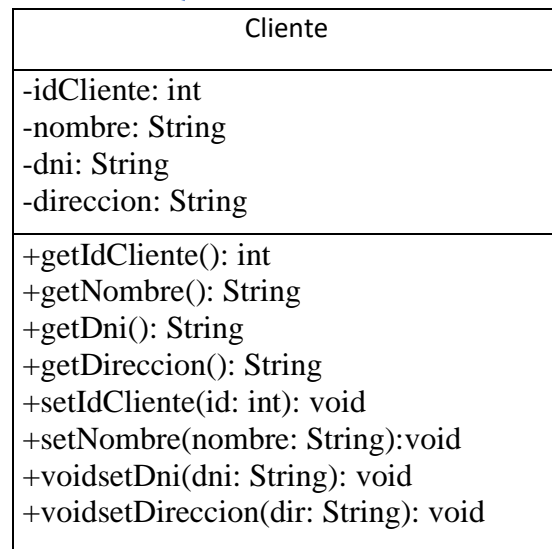 Cliente
-idCliente: int
-nombre: String
-dni: String
-direccion: String
+getIdCliente(): int
+getNombre(): String
+getDni(): String
+getDireccion(): String
+setIdCliente(id: int): void
+setNombre(nombre: String):void
+voidsetDni(dni: String): void
+voidsetDireccion(dir: String): void